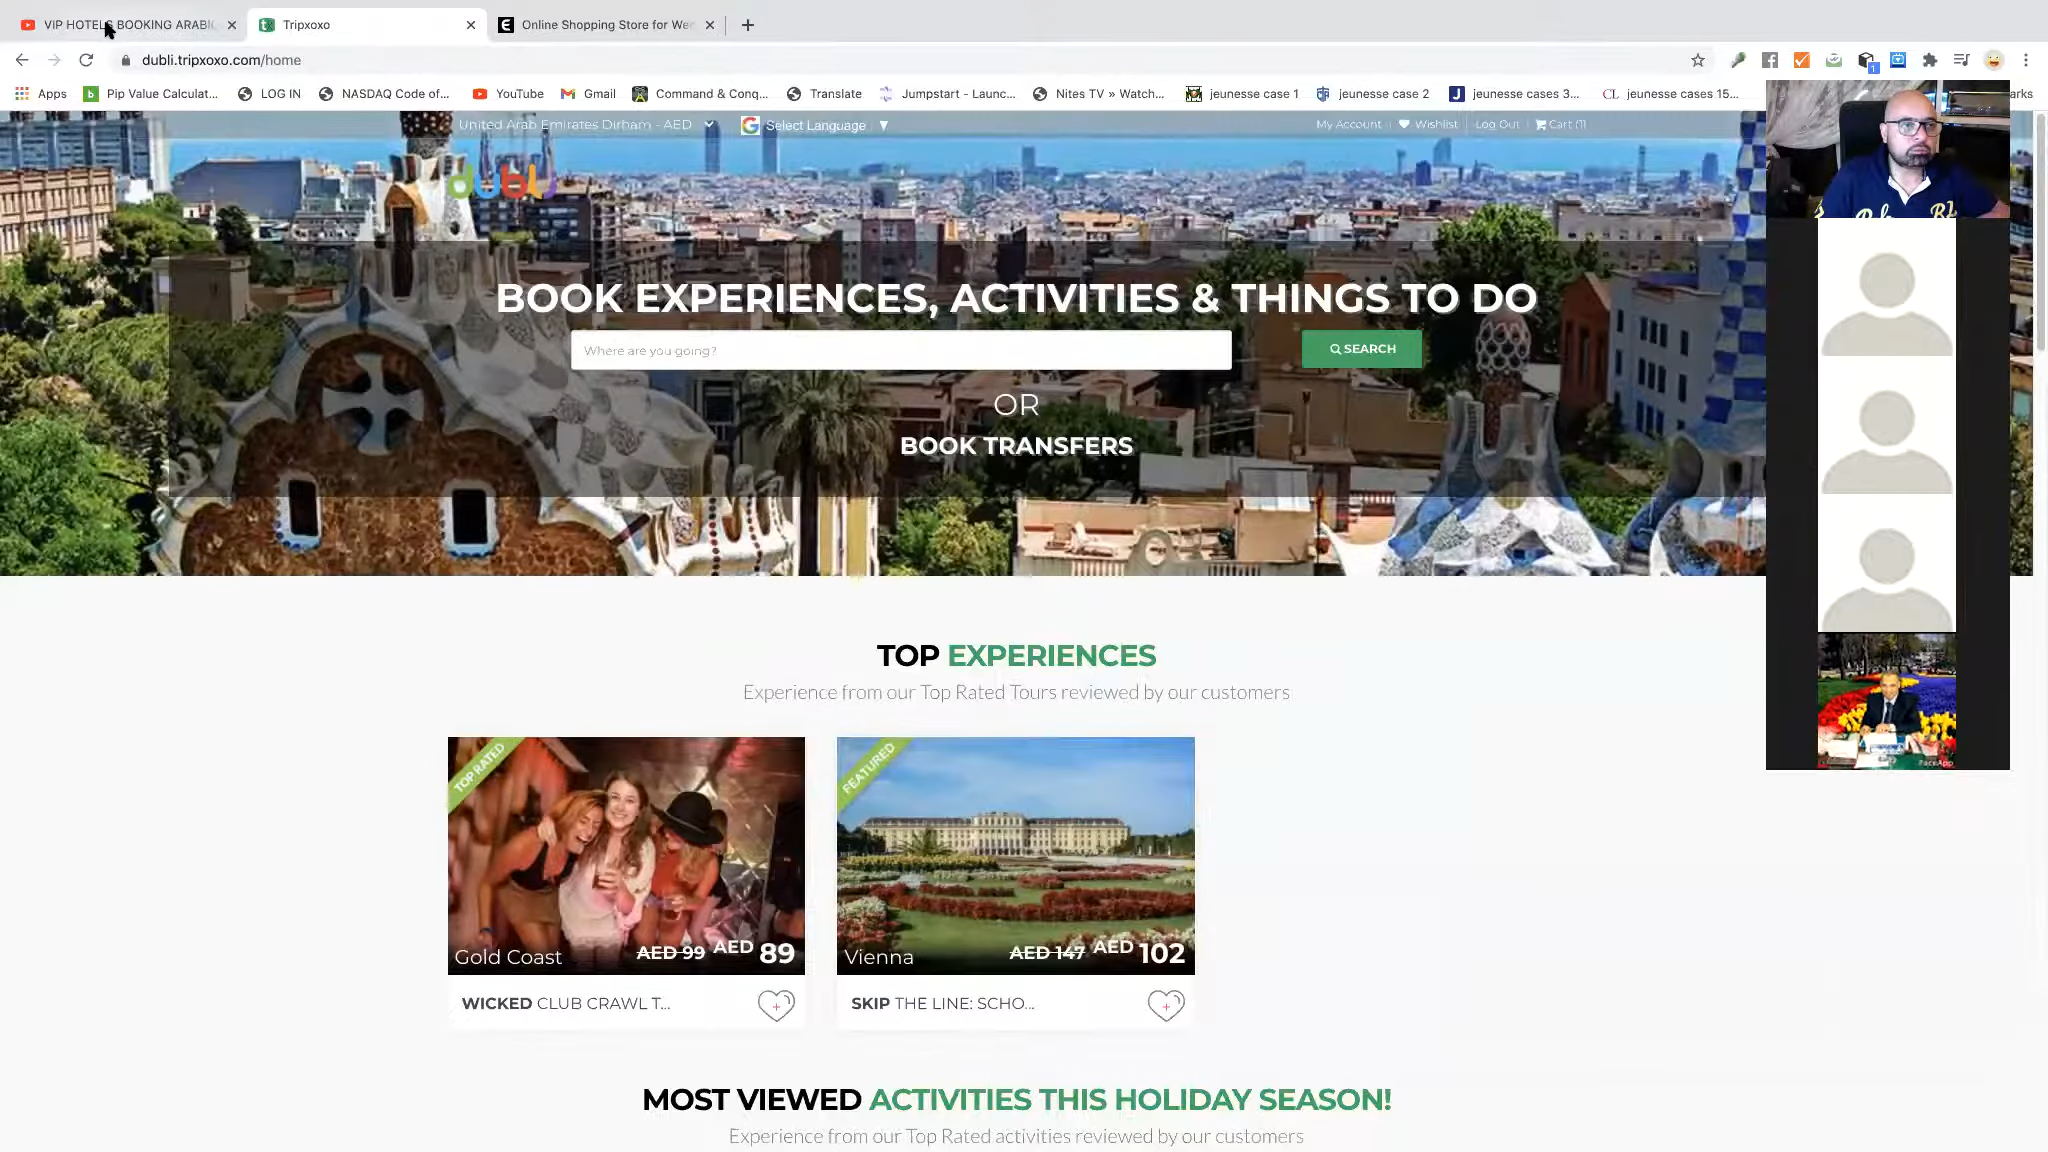 VIP HOTELS BOOKING ARABI
Tripxoxo
Online Shopping Store for We
dubli.tripxoxo.com/home
Apps
Pip Value Calculat...
LOG IN
NASDAQ Code of...
YouTube
Gmail
Command & Conq...
Translate
Jumpstart - Launc...
Nites TV » Watch...
jeunesse case 1
jeunesse case 2
jeunesse cases 3...
jeunesse cases 15...
arks
United Arab Emirates Dirham - AED
Select Language ▼
My Account
Wishlist
Log Out
Cart (1)
dubli
BOOK EXPERIENCES, ACTIVITIES & THINGS TO DO
Where are you going?
SEARCH
OR
BOOK TRANSFERS
TOP EXPERIENCES
Experience from our Top Rated Tours reviewed by our customers
TOP RATED
Gold Coast AED 99 AED 89
WICKED CLUB CRAWL T...
FEATURED
Vienna AED 147 AED 102
SKIP THE LINE: SCHO...
FaceApp
MOST VIEWED ACTIVITIES THIS HOLIDAY SEASON!
Experience from our Top Rated activities reviewed by our customers